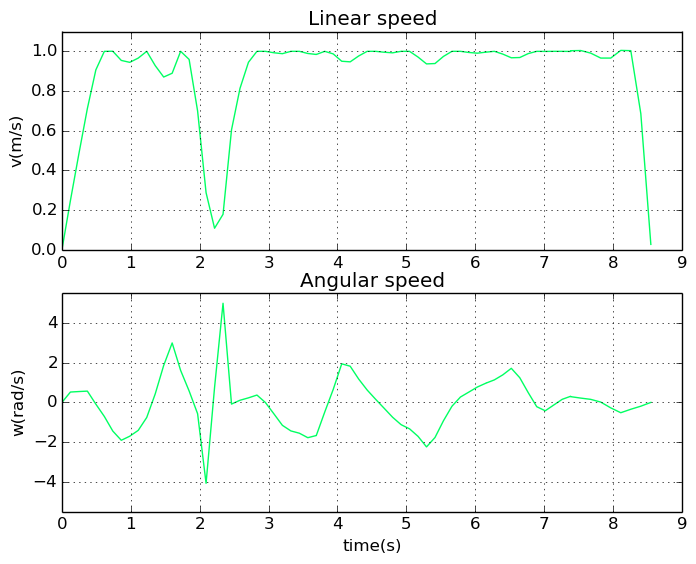 Linear speed
v(m/s)
1.0
0.8
0.6
0.4
0.2
0.0
0 1 2 3 4 5 6 7 8 9
Angular speed
w(rad/s)
4
2
0
−2
−4
0 1 2 3 4 5 6 7 8 9
time(s)